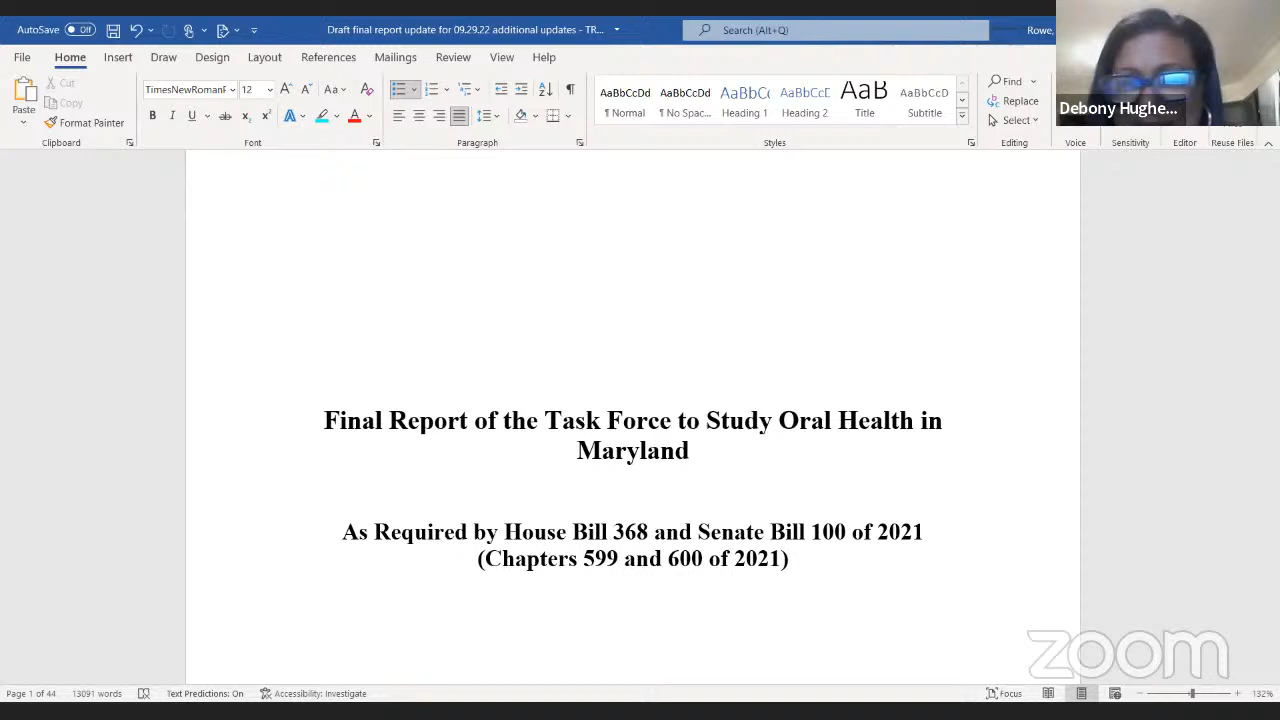 AutoSave Off Draft final report update for 09.29.22 additional updates - TR... Search (Alt+Q) Rowe,
File Home Insert Draw Design Layout References Mailings Review View Help
Debony Hughe...
Paste Cut Copy Format Painter
TimesNewRomanF 12 Aa
AaBbCcDd AaBbCcDd AaBbC( AaBbCcE AaB AaBbCcD
¶ Normal ¶ No Spac... Heading 1 Heading 2 Title Subtitle
Find Replace Select
Clipboard Font Paragraph Styles Editing Voice Sensitivity Editor Reuse Files
Final Report of the Task Force to Study Oral Health in
Maryland
As Required by House Bill 368 and Senate Bill 100 of 2021
(Chapters 599 and 600 of 2021)
zoom
Page 1 of 44 13091 words Text Predictions: On Accessibility: Investigate Focus 132%